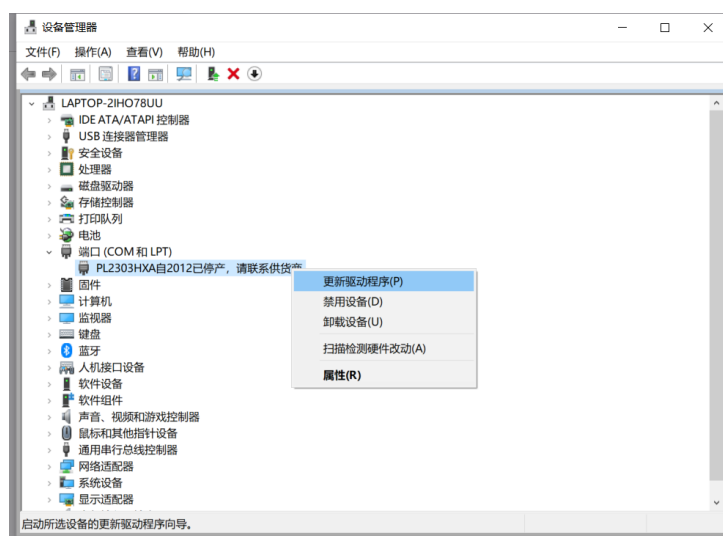 设备管理器
文件(F) 操作(A) 查看(V) 帮助(H)
LAPTOP-2IHO78UU
IDE ATA/ATAPI 控制器
USB 连接器管理器
安全设备
处理器
磁盘驱动器
存储控制器
打印队列
电池
端口 (COM 和 LPT)
PL2303HXA自2012已停产，请联系供货商
更新驱动程序(P)
固件
禁用设备(D)
计算机
卸载设备(U)
监视器
扫描检测硬件改动(A)
键盘
蓝牙
属性(R)
人机接口设备
软件设备
软件组件
声音、视频和游戏控制器
鼠标和其他指针设备
通用串行总线控制器
网络适配器
系统设备
显示适配器
启动所选设备的更新驱动程序向导。